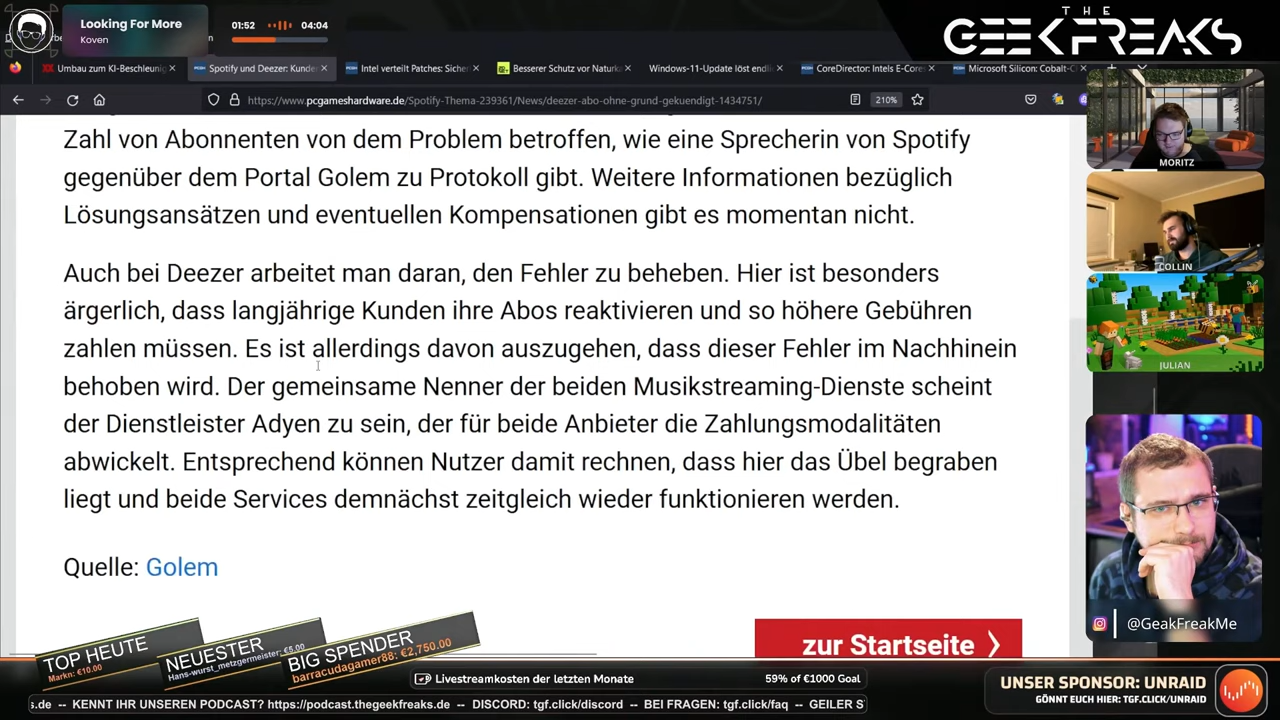 Looking For More
Koven
01:52
04:04
THE
GEEKFREAKS
Umbau zum KI-Beschleunig
Spotify und Deezer: Kunde
Intel verteilt Patches: Sicher
Besserer Schutz vor Naturk
Windows-11-Update löst endl
CoreDirector: Intels E-Core
Microsoft Silicon: Cobalt-C
https://www.pcgameshardware.de/Spotify-Thema-239361/News/deezer-abo-ohne-grund-gekuendigt-1434751/
210%
Zahl von Abonnenten von dem Problem betroffen, wie eine Sprecherin von Spotify
gegenüber dem Portal Golem zu Protokoll gibt. Weitere Informationen bezüglich
Lösungsansätzen und eventuellen Kompensationen gibt es momentan nicht.
Auch bei Deezer arbeitet man daran, den Fehler zu beheben. Hier ist besonders
ärgerlich, dass langjährige Kunden ihre Abos reaktivieren und so höhere Gebühren
zahlen müssen. Es ist allerdings davon auszugehen, dass dieser Fehler im Nachhinein
behoben wird. Der gemeinsame Nenner der beiden Musikstreaming-Dienste scheint
der Dienstleister Adyen zu sein, der für beide Anbieter die Zahlungsmodalitäten
abwickelt. Entsprechend können Nutzer damit rechnen, dass hier das Übel begraben
liegt und beide Services demnächst zeitgleich wieder funktionieren werden.
Quelle: Golem
zur Startseite
MORITZ
COLLIN
JULIAN
@GeakFreakMe
TOP HEUTE
Markn: €10.00
NEUESTER
Hans-wurst_metzgermeister: €5.00
BIG SPENDER
barracudagamer88: €2,750.00
Livestreamkosten der letzten Monate
59% of €1000 Goal
s.de -- KENNT IHR UNSEREN PODCAST? https://podcast.thegeekfreaks.de -- DISCORD: tgf.click/discord -- BEI FRAGEN: tgf.click/faq -- GEILER S
UNSER SPONSOR: UNRAID
GÖNNT EUCH HIER: TGF.CLICK/UNRAID